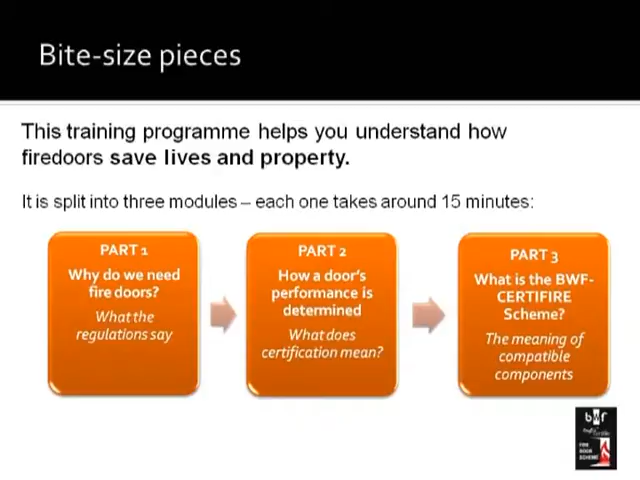 Bite-size pieces
This training programme helps you understand how
firedoors save lives and property.
It is split into three modules – each one takes around 15 minutes:
PART 1
Why do we need
fire doors?
What the
regulations say
PART 2
How a door's
performance is
determined
What does
certification mean?
PART 3
What is the BWF-
CERTIFIRE
Scheme?
The meaning of
compatible
components
bwf
FIRE
DOOR
SCHEME